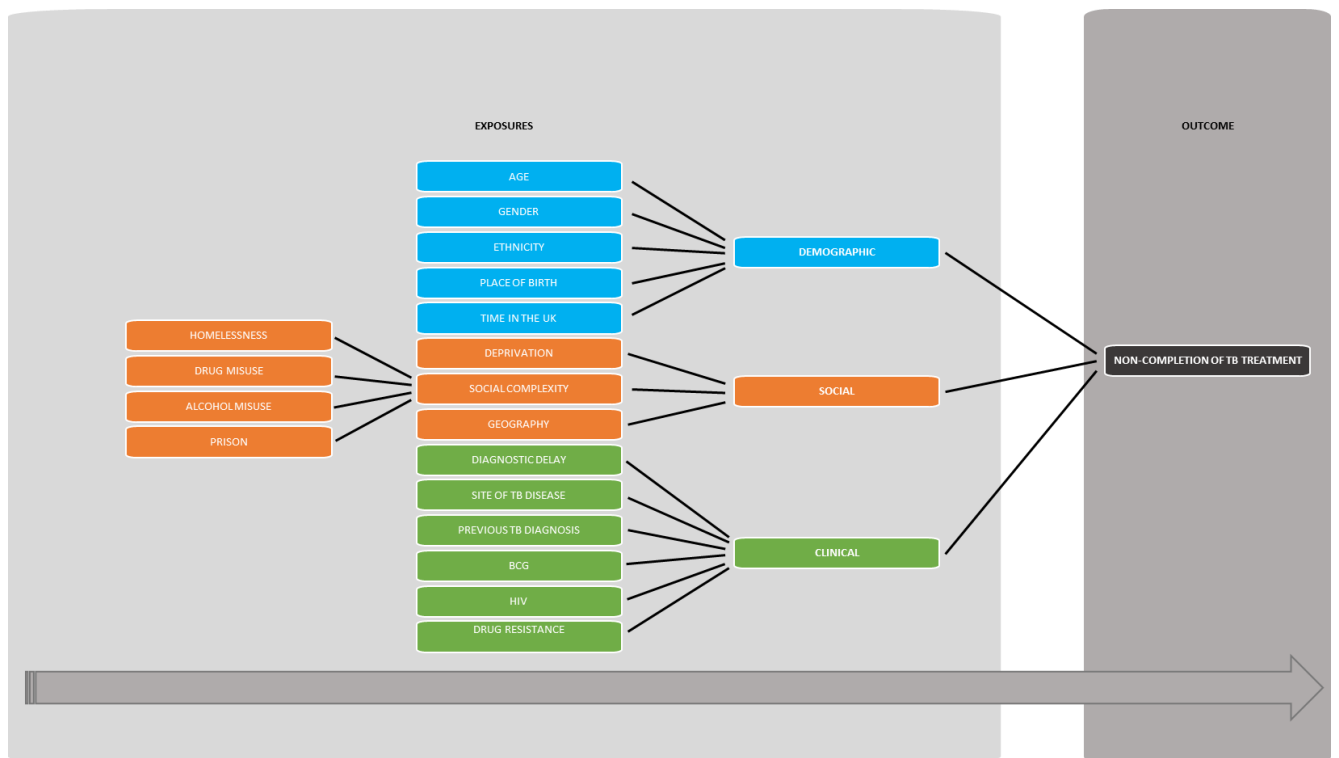 EXPOSURES
OUTCOME
AGE
GENDER
ETHNICITY
PLACE OF BIRTH
TIME IN THE UK
DEPRIVATION
SOCIAL COMPLEXITY
GEOGRAPHY
DIAGNOSTIC DELAY
SITE OF TB DISEASE
PREVIOUS TB DIAGNOSIS
BCG
HIV
DRUG RESISTANCE
HOMELESSNESS
DRUG MISUSE
ALCOHOL MISUSE
PRISON
DEMOGRAPHIC
SOCIAL
CLINICAL
NON-COMPLETION OF TB TREATMENT